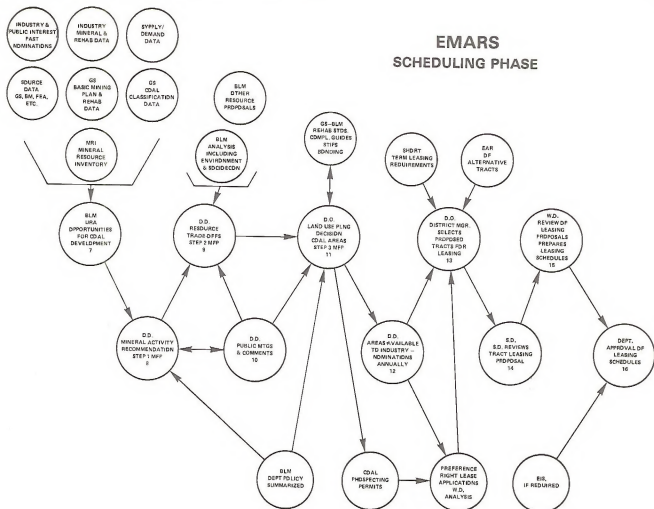 EMARS
SCHEDULING PHASE
INDUSTRY &
PUBLIC INTEREST
FAST
NOMINATIONS
INDUSTRY
MINERAL &
REHAB DATA
SUPPLY/
DEMAND
DATA
SOURCE
DATA
GS, BM, FEA,
ETC.
GS
BASIC MINING
PLAN &
REHAB
DATA
GS
COAL
CLASSIFICATION
DATA
MRI
MINERAL
RESOURCE
INVENTORY
BLM
OTHER
RESOURCE
PROPOSALS
BLM
ANALYSIS
INCLUDING
ENVIRONMENT
& SOCIOECON
GS-BLM
REHAB STDS.
COMPL. GUIDES
STIPS
BONDING
SHORT
TERM LEASING
REQUIREMENTS
EAR
OF
ALTERNATIVE
TRACTS
BLM
URA
OPPORTUNITIES
FOR COAL
DEVELOPMENT
7
D.O.
RESOURCE
TRADE-OFFS
STEP 2 MFP
9
D.O.
LAND USE PLNG
DECISION
COAL AREAS
STEP 3 MFP
11
D.O.
DISTRICT MGR.
SELECTS
PROPOSED
TRACTS FOR
LEASING
13
W.O.
REVIEW OF
LEASING
PROPOSALS
PREPARES
LEASING
SCHEDULES
15
D.O.
MINERAL ACTIVITY
RECOMMENDATION
STEP 1 MFP
8
D.O.
PUBLIC MTGS
& COMMENTS
10
D.O.
AREAS AVAILABLE
TO INDUSTRY –
NOMINATIONS
ANNUALLY
12
S.D.
S.O. REVIEWS
TRACT LEASING
PROPOSAL
14
DEPT.
APPROVAL OF
LEASING
SCHEDULES
16
BLM
DEPT POLICY
SUMMARIZED
COAL
PROSPECTING
PERMITS
PREFERENCE
RIGHT LEASE
APPLICATIONS
W.O.
ANALYSIS
EIS,
IF REQUIRED